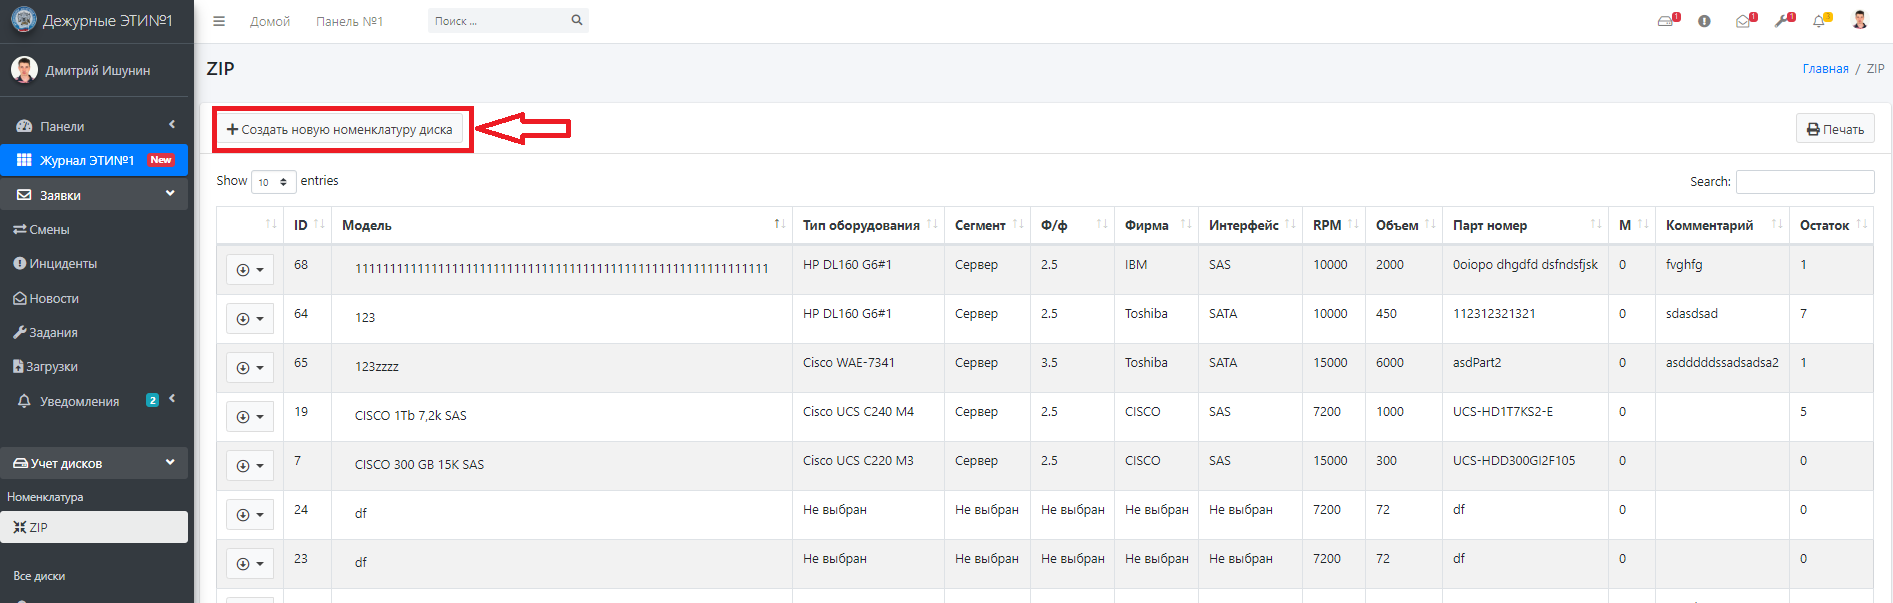 Дежурные ЭТИ№1
Домой
Панель №1
Поиск ...
1
1
1
3
Дмитрий Ишунин
ZIP
Главная / ZIP
Панели
Журнал ЭТИ№1 New
Заявки
Смены
Инциденты
Новости
Задания
Загрузки
Уведомления 2
Учет дисков
Номенклатура
ZIP
Все диски
Создать новую номенклатуру диска
Печать
Show 10 entries
Search:
ID Модель Тип оборудования Сегмент Ф/ф Фирма Интерфейс RPM Объем Парт номер М Комментарий Остаток
68 111111111111111111111111111111111111111111111111111111111111 HP DL160 G6#1 Сервер 2.5 IBM SAS 10000 2000 0oiopo dhgdfd dsfndsfjsk 0 fvghfg 1
64 123 HP DL160 G6#1 Сервер 2.5 Toshiba SATA 10000 450 112312321321 0 sdasdsad 7
65 123zzzz Cisco WAE-7341 Сервер 3.5 Toshiba SATA 15000 6000 asdPart2 0 asdddddssadsadsa2 1
19 CISCO 1Tb 7,2k SAS Cisco UCS C240 M4 Сервер 2.5 CISCO SAS 7200 1000 UCS-HD1T7KS2-E 0 5
7 CISCO 300 GB 15K SAS Cisco UCS C220 M3 Сервер 2.5 CISCO SAS 15000 300 UCS-HDD300GI2F105 0 0
24 df Не выбран Не выбран Не выбран Не выбран Не выбран 7200 72 df 0 0
23 df Не выбран Не выбран Не выбран Не выбран Не выбран 7200 72 df 0 0